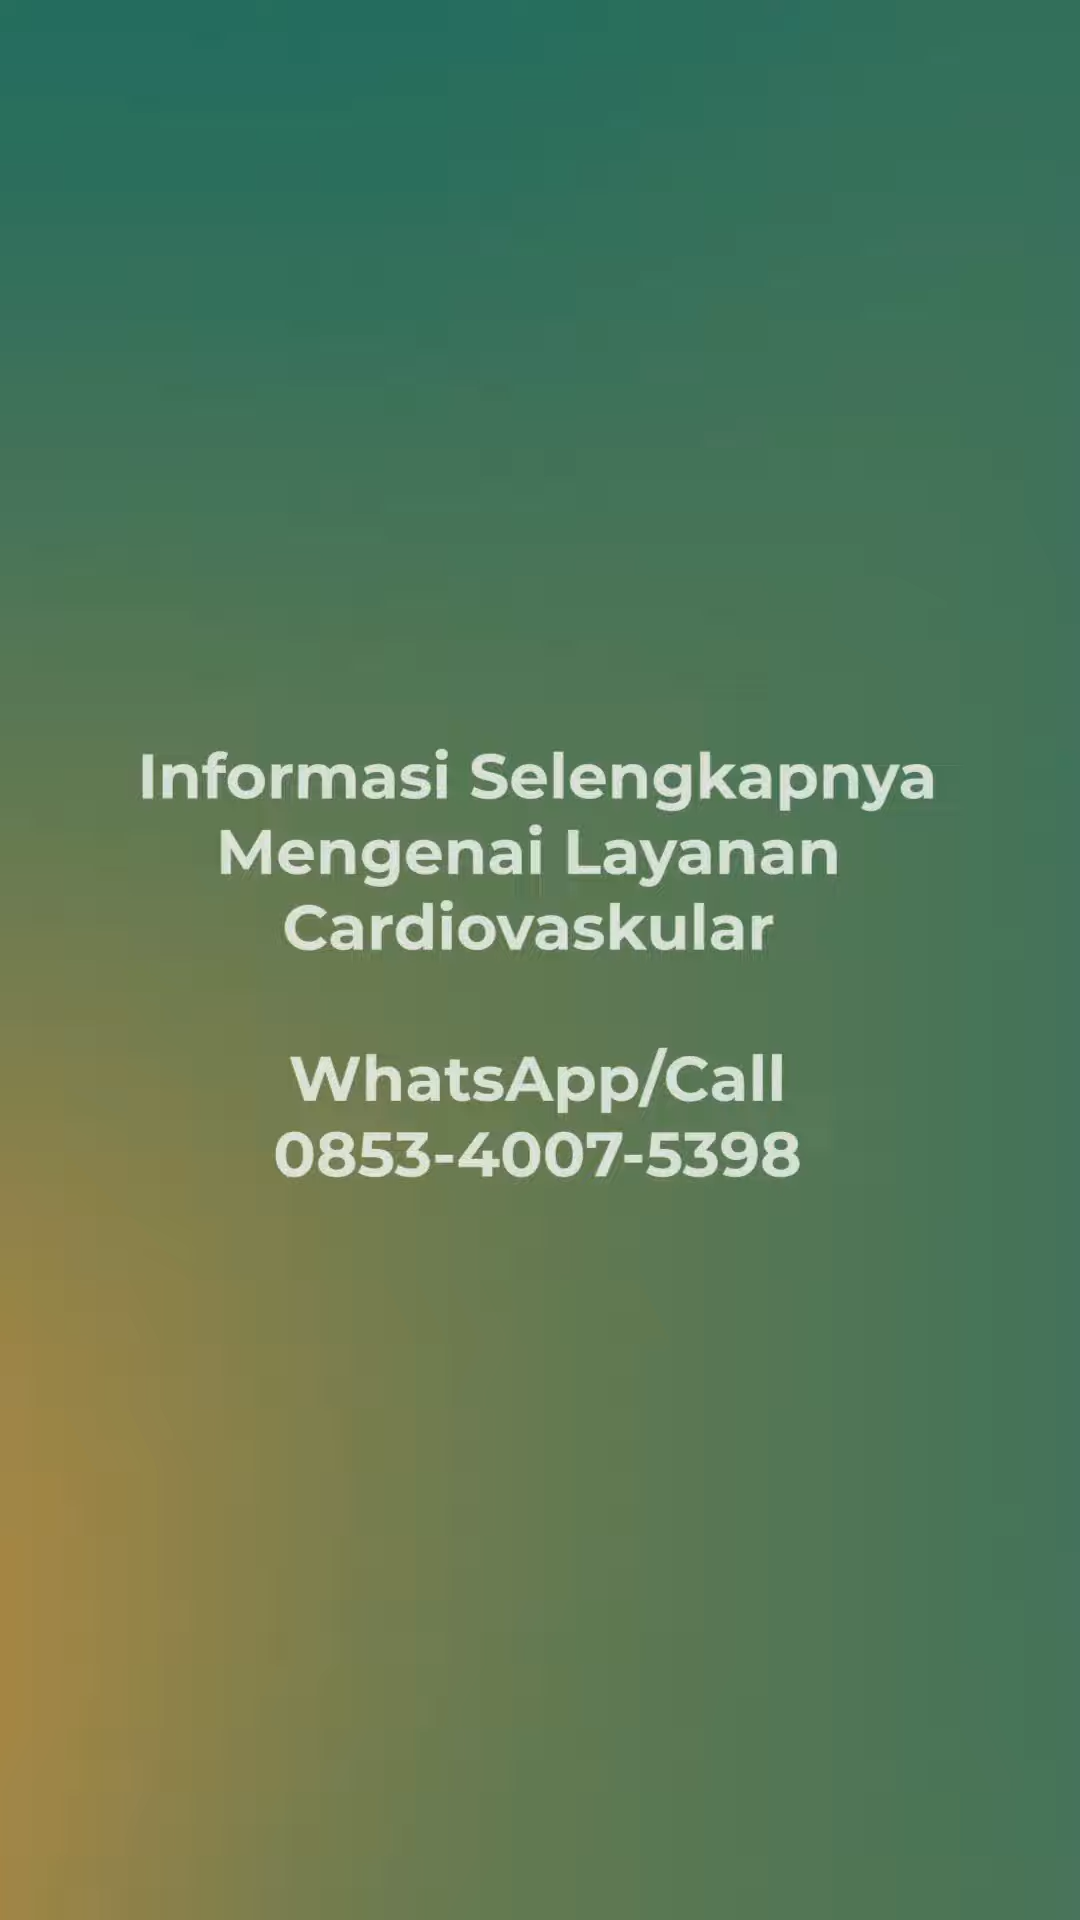 Informasi Selengkapnya
Mengenai Layanan
Cardiovaskular
WhatsApp/Call
0853-4007-5398